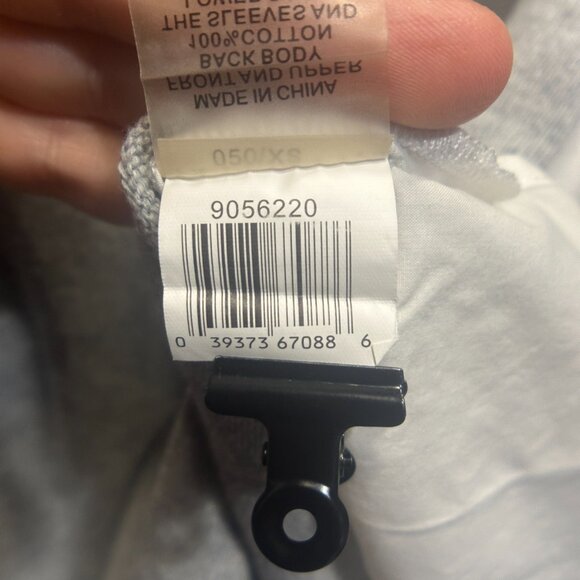 MADE IN CHINA
FRONT AND UPPER
BACK BODY
100% COTTON
THE SLEEVES AND
LOWER
050/XS
9056220
0 39373 67088 6